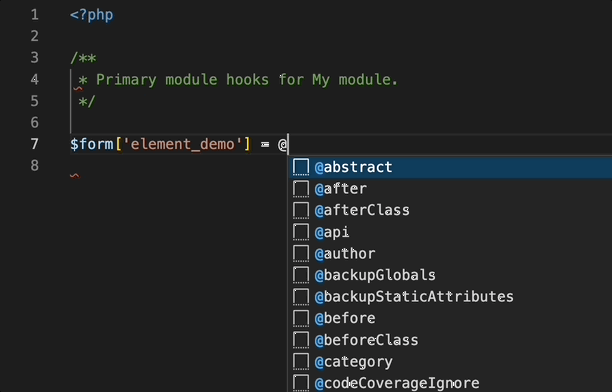 1 <?php
2
3 /**
4 * Primary module hooks for My module.
5 */
6
7 $form['element_demo'] = @
8
@abstract
@after
@afterClass
@api
@author
@backupGlobals
@backupStaticAttributes
@before
@beforeClass
@category
@codeCoverageIgnore